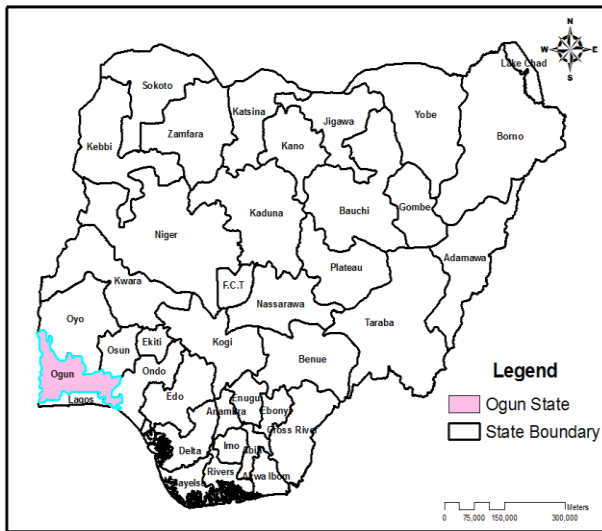 N
W E
S
Lake Chad
Sokoto
Katsina
Yobe
Jigawa
Zamfara
Borno
Kano
Kebbi
Kaduna
Bauchi
Gombe
Niger
Adamawa
Plateau
Kwara
F.C.T
Nassarawa
Taraba
Oyo
Osun
Ekiti
Kogi
Benue
Ogun
Ondo
Lagos
Edo
Enugu
Anambra
Ebony
Cross River
Delta
Imo
Abia
Rivers
Bayelsa
Akwa Ibom
Legend
Ogun State
State Boundary
Meters
0 75,000 150,000 300,000